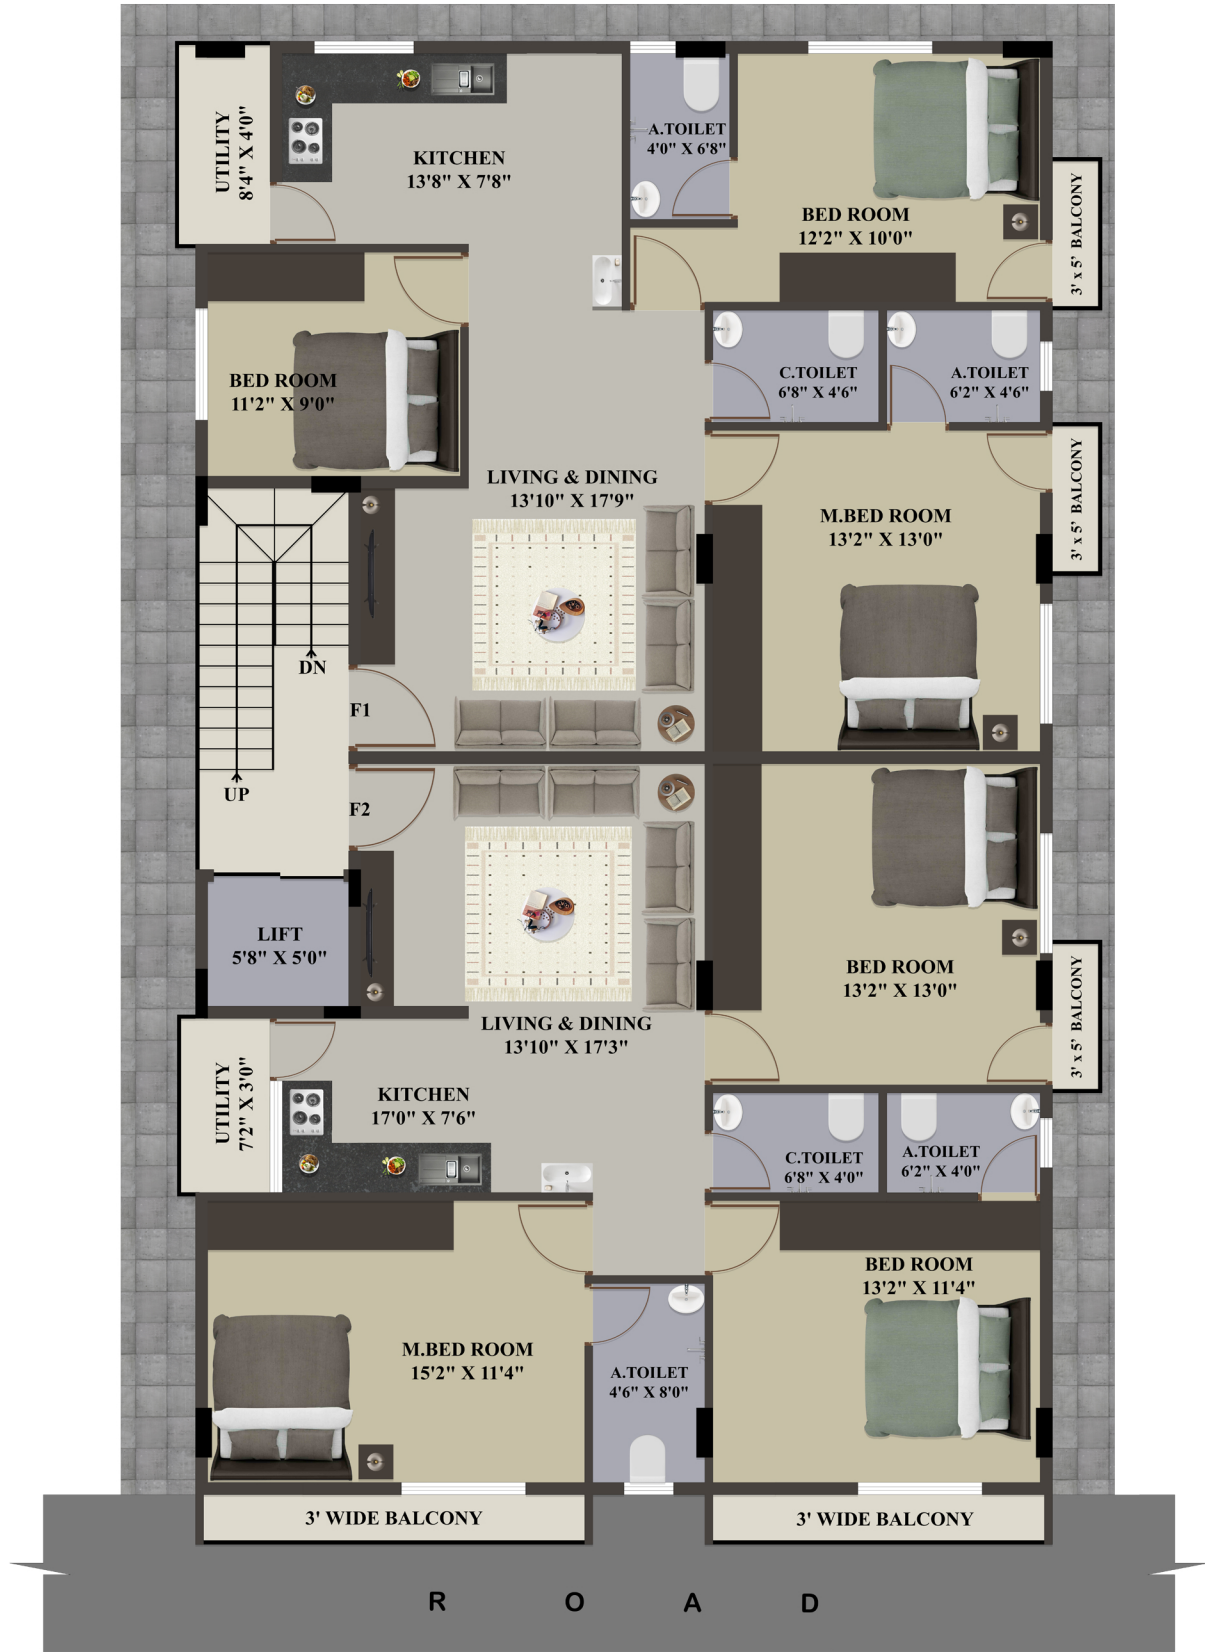 UTILITY
8'4" X 4'0"
KITCHEN
13'8" X 7'8"
A.TOILET
4'0" X 6'8"
BED ROOM
12'2" X 10'0"
3' x 5' BALCONY
BED ROOM
11'2" X 9'0"
C.TOILET
6'8" X 4'6"
A.TOILET
6'2" X 4'6"
LIVING & DINING
13'10" X 17'9"
M.BED ROOM
13'2" X 13'0"
3' x 5' BALCONY
DN
F1
UP
F2
LIFT
5'8" X 5'0"
BED ROOM
13'2" X 13'0"
3' x 5' BALCONY
LIVING & DINING
13'10" X 17'3"
UTILITY
7'2" X 3'0"
KITCHEN
17'0" X 7'6"
C.TOILET
6'8" X 4'0"
A.TOILET
6'2" X 4'0"
BED ROOM
13'2" X 11'4"
M.BED ROOM
15'2" X 11'4"
A.TOILET
4'6" X 8'0"
3' WIDE BALCONY
3' WIDE BALCONY
R O A D